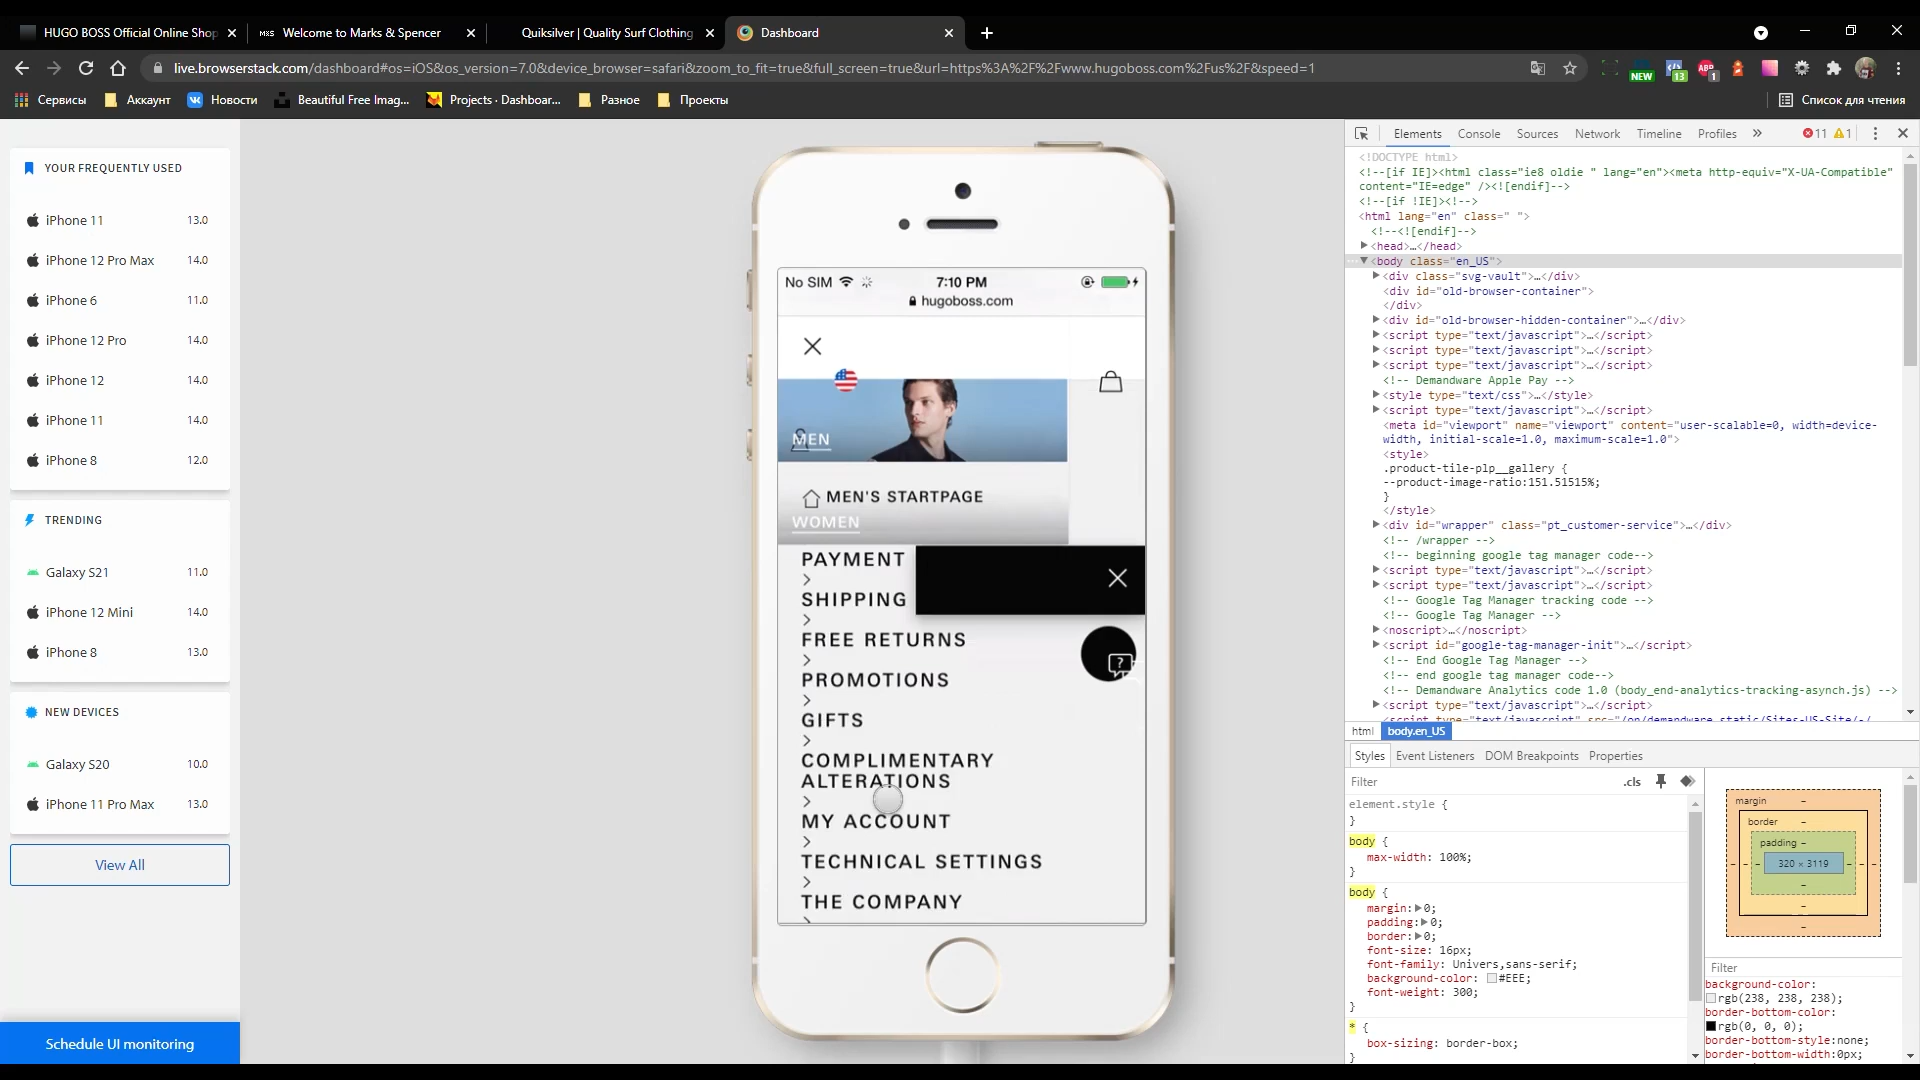 HUGO BOSS Official Online Shop
M&S Welcome to Marks & Spencer
Quiksilver | Quality Surf Clothing
Dashboard
live.browserstack.com/dashboard#os=iOS&os_version=7.0&device_browser=safari&zoom_to_fit=true&full_screen=true&url=https%3A%2F%2Fwww.hugoboss.com%2Fus%2F&speed=1
NEW
13
ABP
1
Сервисы
Аккаунт
Новости
Beautiful Free Imag...
Projects · Dashboar...
Разное
Проекты
Список для чтения
YOUR FREQUENTLY USED
iPhone 11 13.0
iPhone 12 Pro Max 14.0
iPhone 6 11.0
iPhone 12 Pro 14.0
iPhone 12 14.0
iPhone 11 14.0
iPhone 8 12.0
TRENDING
Galaxy S21 11.0
iPhone 12 Mini 14.0
iPhone 8 13.0
NEW DEVICES
Galaxy S20 10.0
iPhone 11 Pro Max 13.0
View All
Schedule UI monitoring
No SIM 7:10 PM
hugoboss.com
MEN
MEN'S STARTPAGE
WOMEN
PAYMENT
SHIPPING
FREE RETURNS
PROMOTIONS
GIFTS
COMPLIMENTARY
ALTERATIONS
MY ACCOUNT
TECHNICAL SETTINGS
THE COMPANY
Elements Console Sources Network Timeline Profiles » 11 1
<!DOCTYPE html>
<!--[if IE]><html class="ie8 oldie " lang="en"><meta http-equiv="X-UA-Compatible"
content="IE=edge" /><![endif]-->
<!--[if !IE]><!-->
<html lang="en" class=" ">
<!--<![endif]-->
<head>…</head>
<body class="en_US">
<div class="svg-vault">…</div>
<div id="old-browser-container">
</div>
<div id="old-browser-hidden-container">…</div>
<script type="text/javascript">…</script>
<script type="text/javascript">…</script>
<script type="text/javascript">…</script>
<!-- Demandware Apple Pay -->
<style type="text/css">…</style>
<script type="text/javascript">…</script>
<meta id="viewport" name="viewport" content="user-scalable=0, width=device-
width, initial-scale=1.0, maximum-scale=1.0">
<style>
.product-tile-plp__gallery {
--product-image-ratio:151.51515%;
}
</style>
<div id="wrapper" class="pt_customer-service">…</div>
<!-- /wrapper -->
<!-- beginning google tag manager code-->
<script type="text/javascript">…</script>
<script type="text/javascript">…</script>
<!-- Google Tag Manager tracking code -->
<!-- Google Tag Manager -->
<noscript>…</noscript>
<script id="google-tag-manager-init">…</script>
<!-- End Google Tag Manager -->
<!-- end google tag manager code-->
<!-- Demandware Analytics code 1.0 (body_end-analytics-tracking-asynch.js) -->
<script type="text/javascript">…</script>
<script type="text/javascript" src="/on/demandware.static/Sites-US-Site/-/
html body.en_US
Styles Event Listeners DOM Breakpoints Properties
Filter .cls
element.style {
}
body {
max-width: 100%;
}
body {
margin: 0;
padding: 0;
border: 0;
font-size: 16px;
font-family: Univers,sans-serif;
background-color: #EEE;
font-weight: 300;
}
* {
box-sizing: border-box;
}
margin –
border –
padding –
320 × 3119
Filter
background-color:
rgb(238, 238, 238);
border-bottom-color:
rgb(0, 0, 0);
border-bottom-style:none;
border-bottom-width:0px;